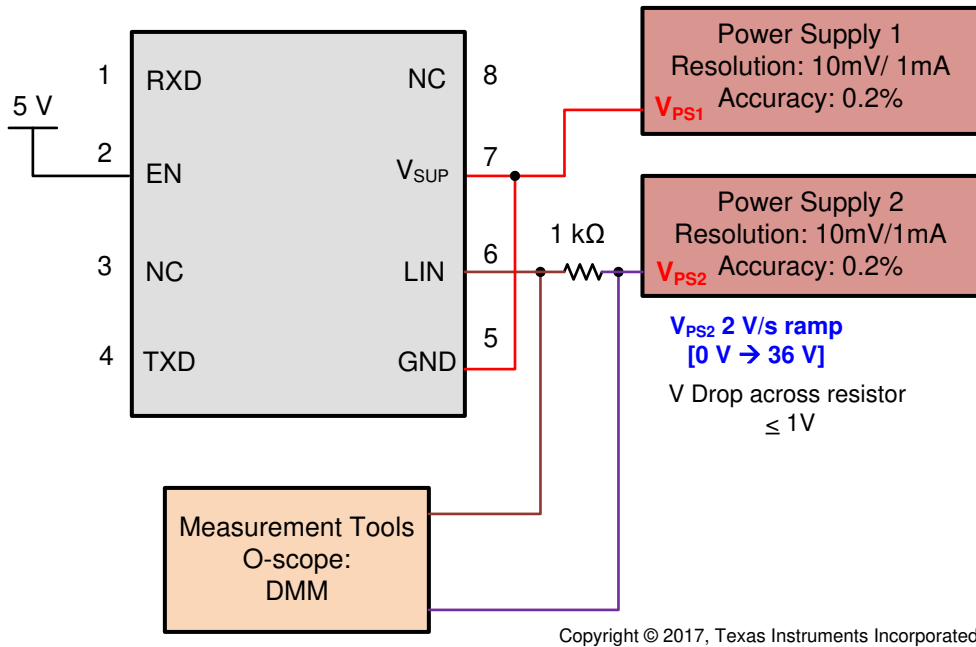 Power Supply 1
Resolution: 10mV/ 1mA
Accuracy: 0.2%
VPS1
5 V
1
RXD
NC
8
2
EN
VSUP
7
Power Supply 2
Resolution: 10mV/1mA
Accuracy: 0.2%
VPS2
1 kΩ
3
NC
LIN
6
VPS2 2 V/s ramp
[0 V → 36 V]
4
TXD
GND
5
V Drop across resistor
≤ 1V
Measurement Tools
O-scope:
DMM
Copyright © 2017, Texas Instruments Incorporated